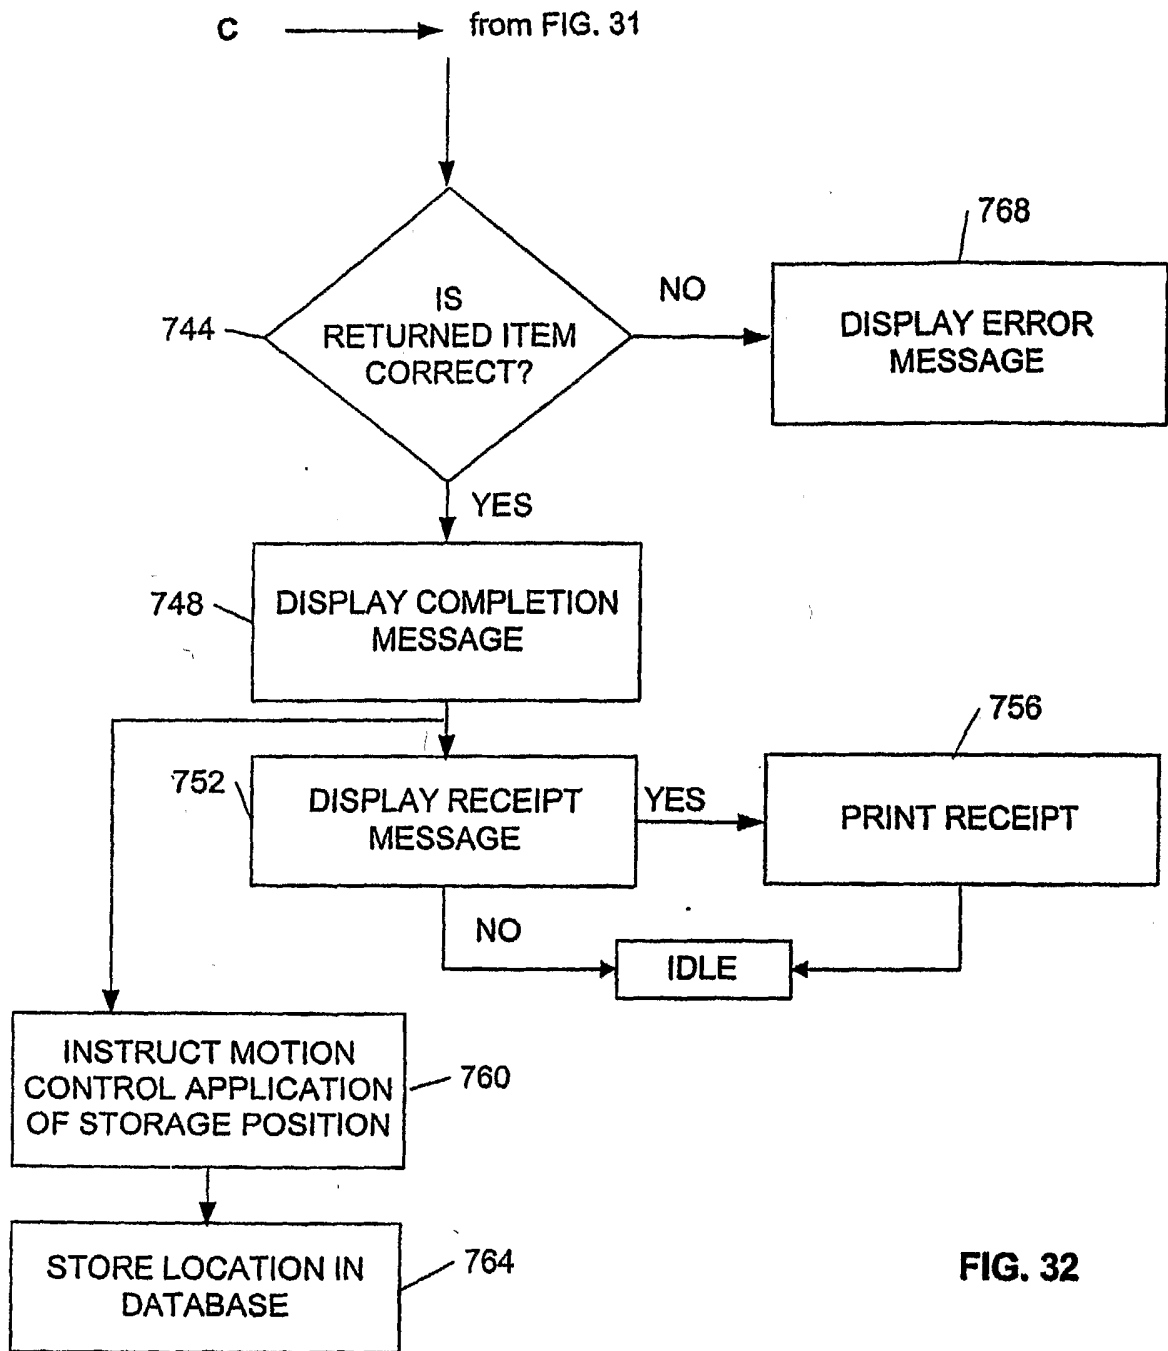 C from FIG. 31
768
IS
RETURNED ITEM
CORRECT?
744
NO
DISPLAY ERROR
MESSAGE
YES
748
DISPLAY COMPLETION
MESSAGE
756
752
DISPLAY RECEIPT
MESSAGE
YES
PRINT RECEIPT
NO
IDLE
INSTRUCT MOTION
CONTROL APPLICATION
OF STORAGE POSITION
760
STORE LOCATION IN
DATABASE
764
FIG. 32